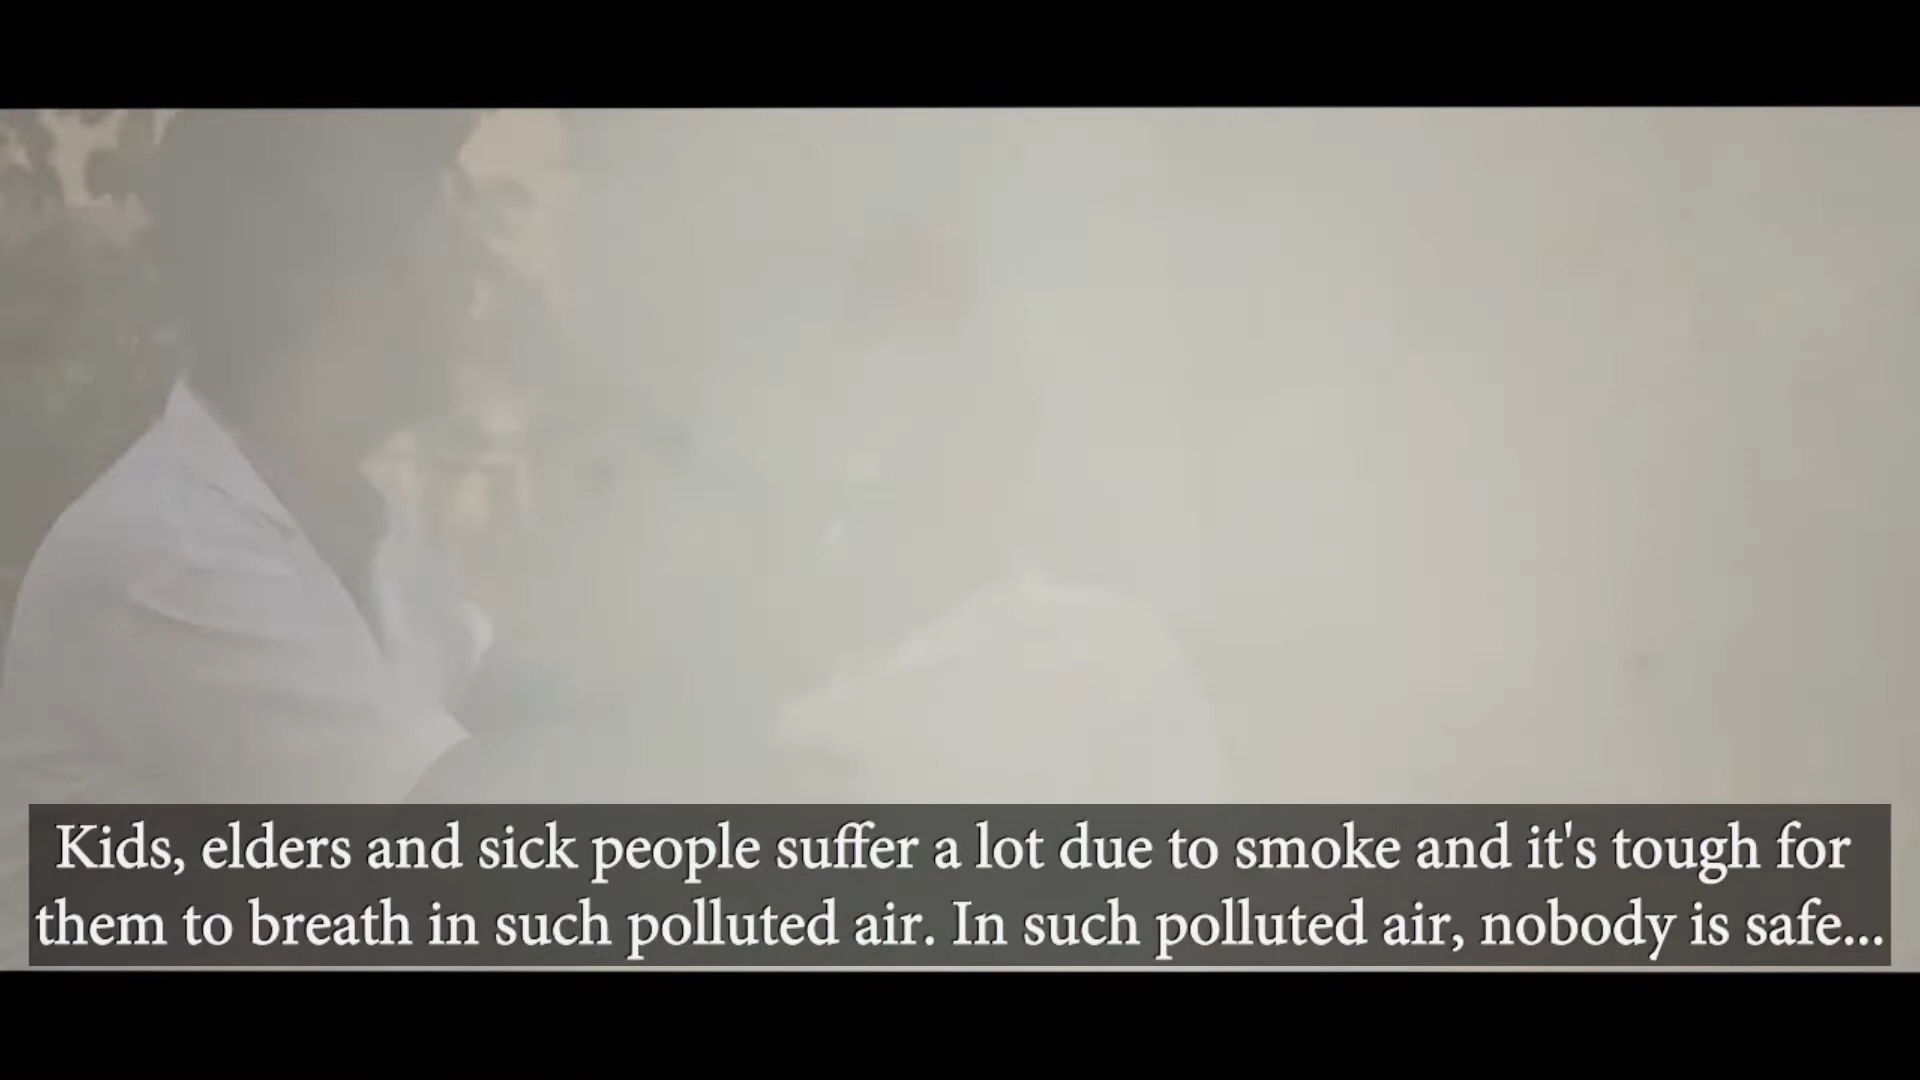 Kids, elders and sick people suffer a lot due to smoke and it's tough for
them to breath in such polluted air. In such polluted air, nobody is safe...